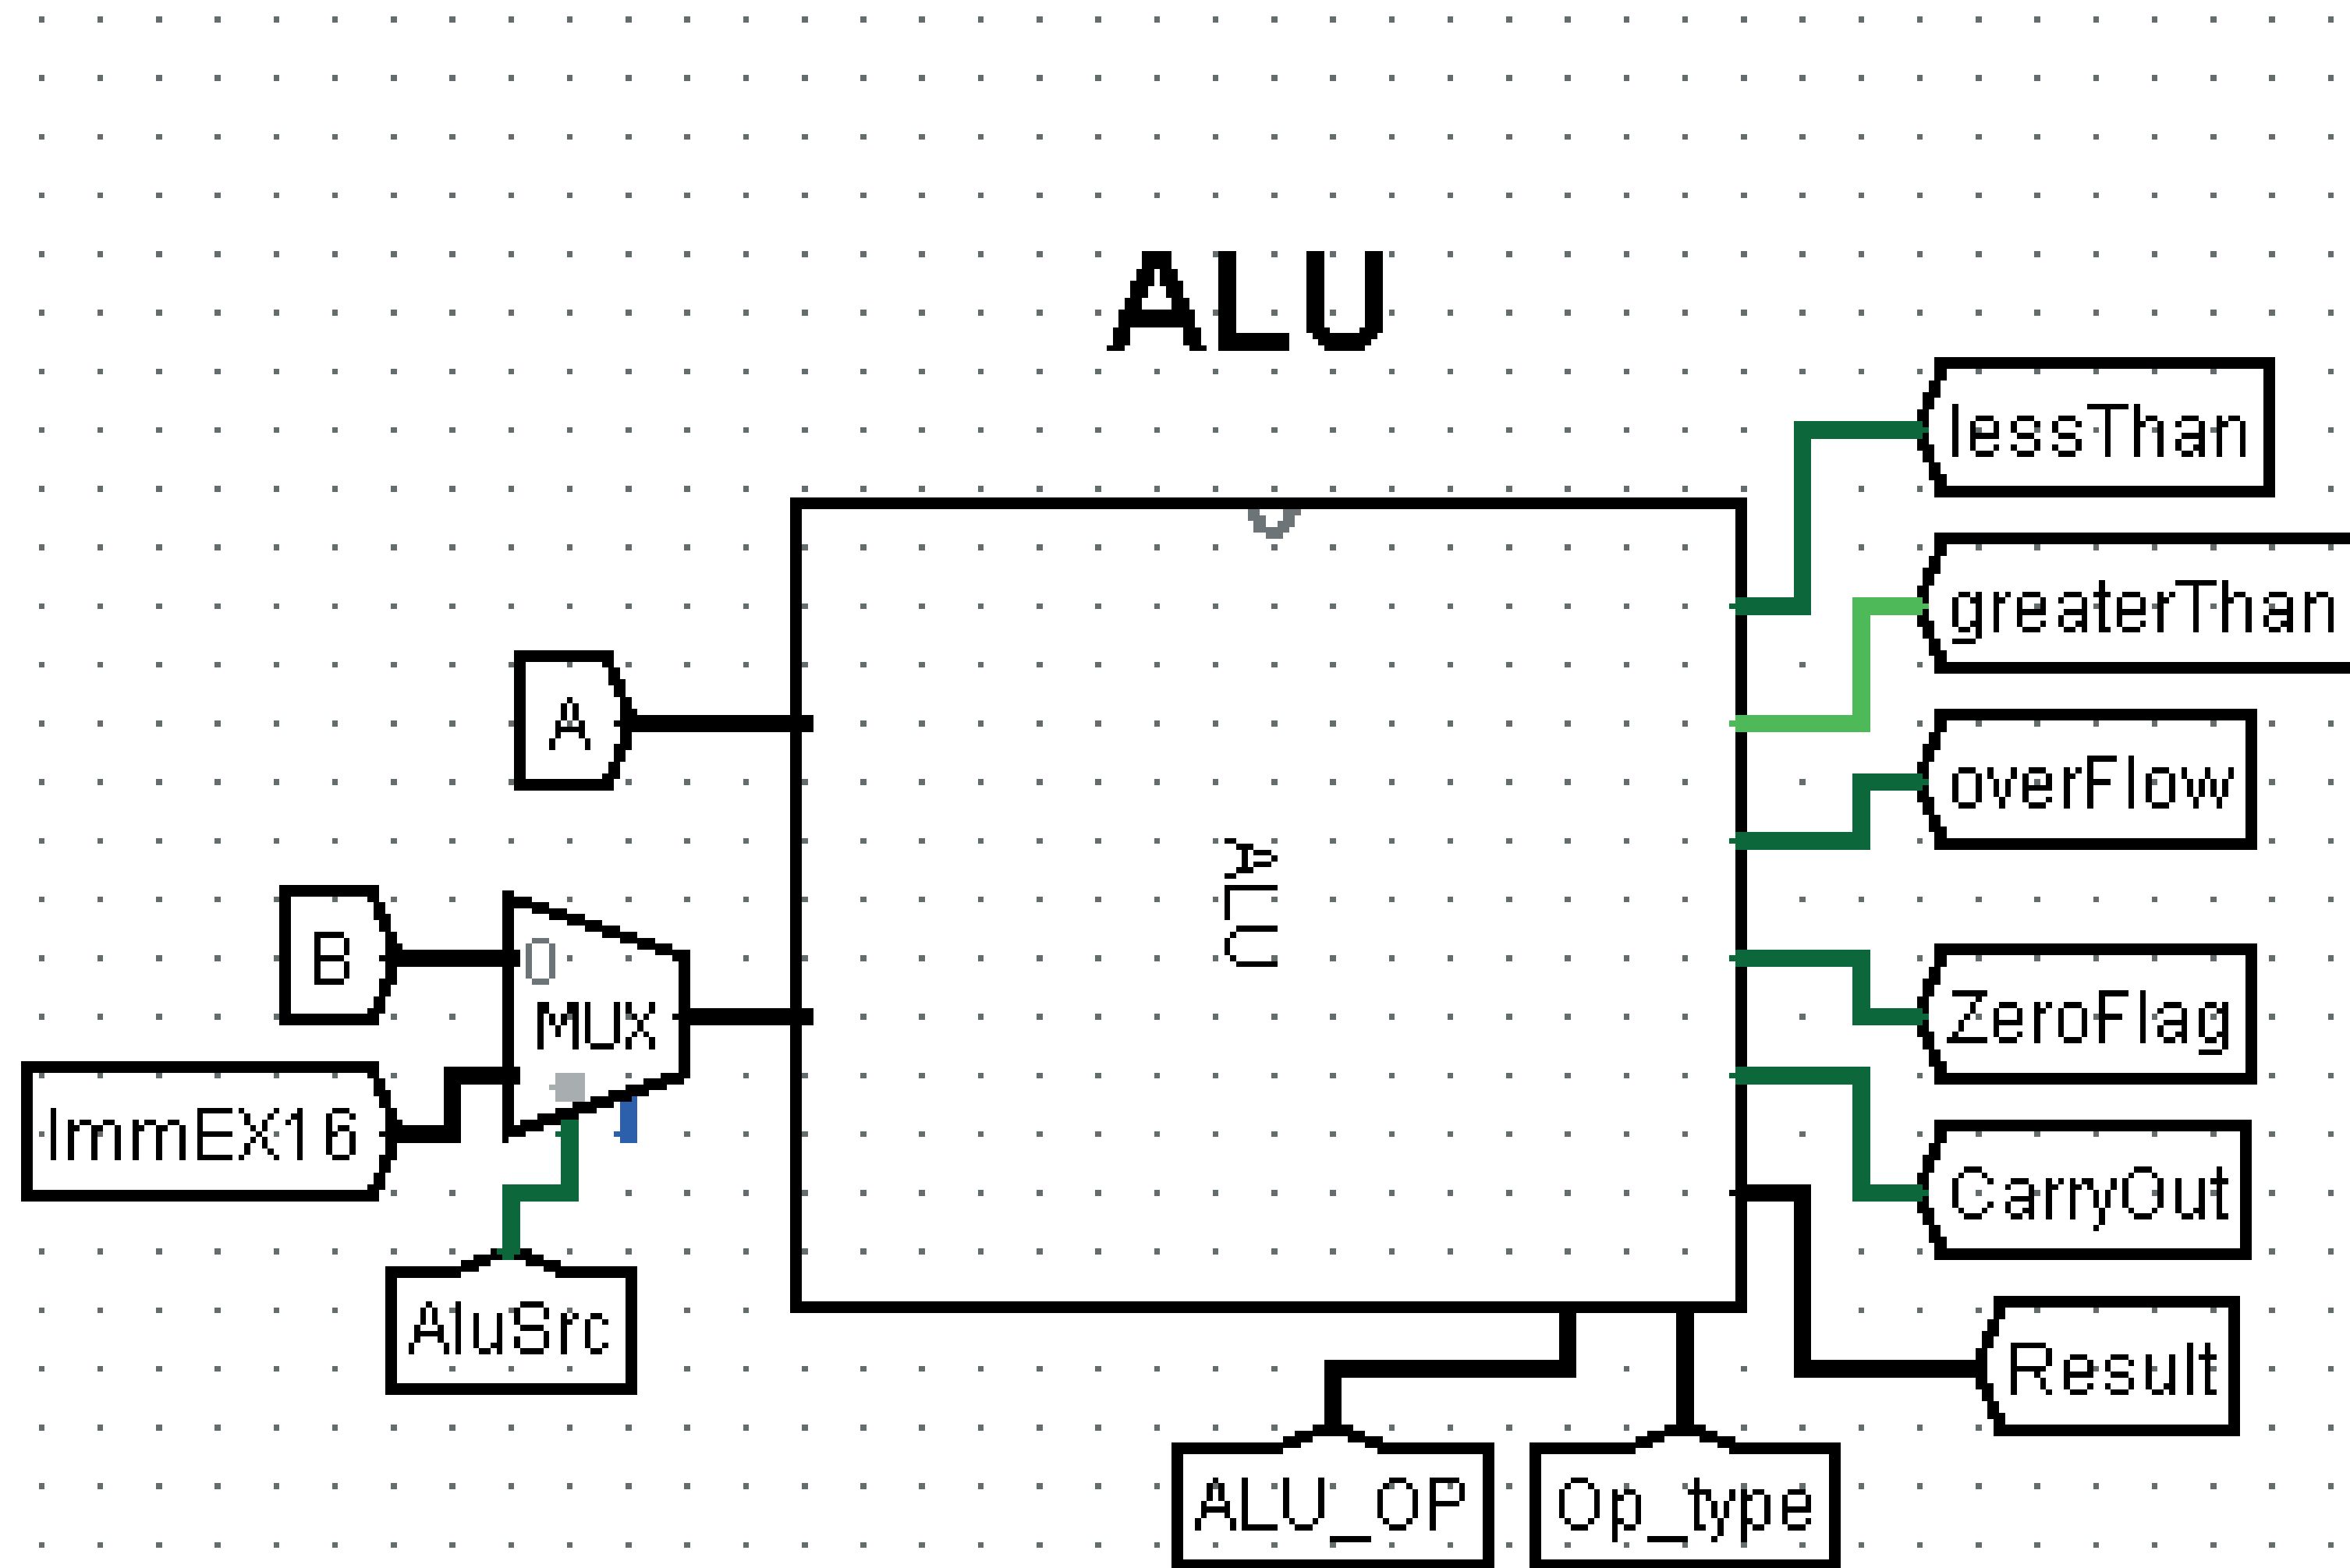 ALU
lessThan
greaterThan
A
overFlow
ALU
B
0
MUX
ZeroFlag
ImmEX16
CarryOut
AluSrc
Result
ALU_OP
Op_type